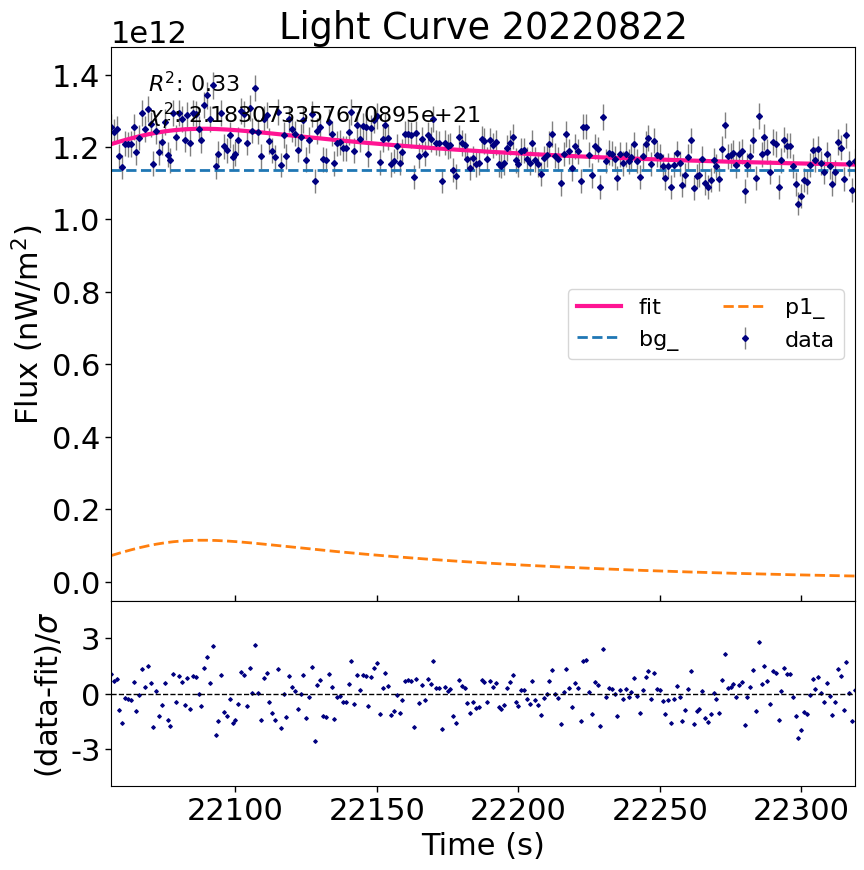 Light Curve 20220822
1e12
R²: 0.33
χ²: 2.1830733576​70895e+21
1.4
1.2
1.0
0.8
0.6
0.4
0.2
0.0
Flux (nW/m²)
fit
bg_
p1_
data
(data-fit)/σ
3
0
-3
22100 22150 22200 22250 22300
Time (s)